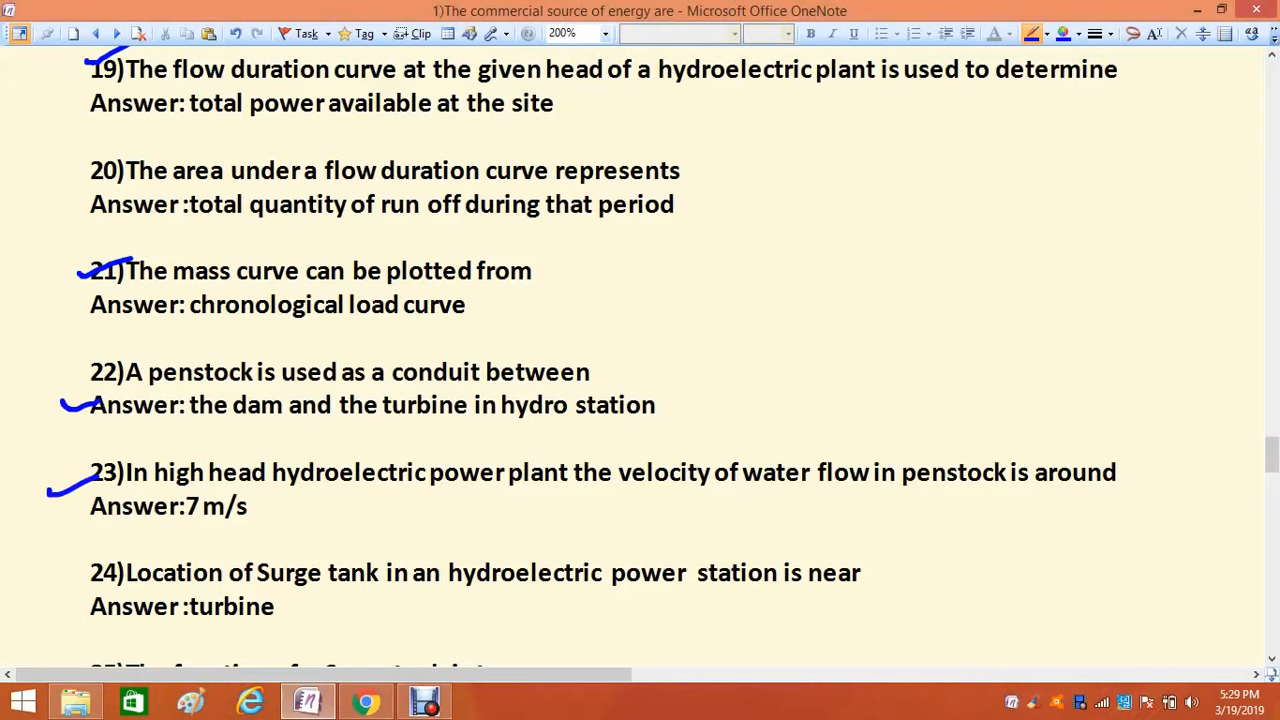 1)The commercial source of energy are - Microsoft Office OneNote
Task
Tag
Clip
200%
19)The flow duration curve at the given head of a hydroelectric plant is used to determine
Answer: total power available at the site
20)The area under a flow duration curve represents
Answer :total quantity of run off during that period
21)The mass curve can be plotted from
Answer: chronological load curve
22)A penstock is used as a conduit between
Answer: the dam and the turbine in hydro station
23)In high head hydroelectric power plant the velocity of water flow in penstock is around
Answer:7 m/s
24)Location of Surge tank in an hydroelectric power station is near
Answer :turbine
5:29 PM
3/19/2019